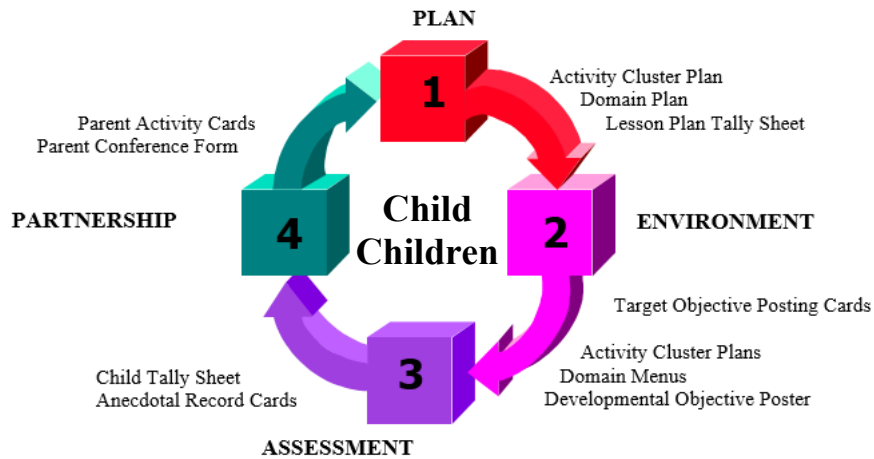 PLAN
1
Activity Cluster Plan
Domain Plan
Lesson Plan Tally Sheet
Parent Activity Cards
Parent Conference Form
PARTNERSHIP
4
Child
Children
2
ENVIRONMENT
Target Objective Posting Cards
Activity Cluster Plans
Domain Menus
Developmental Objective Poster
3
Child Tally Sheet
Anecdotal Record Cards
ASSESSMENT